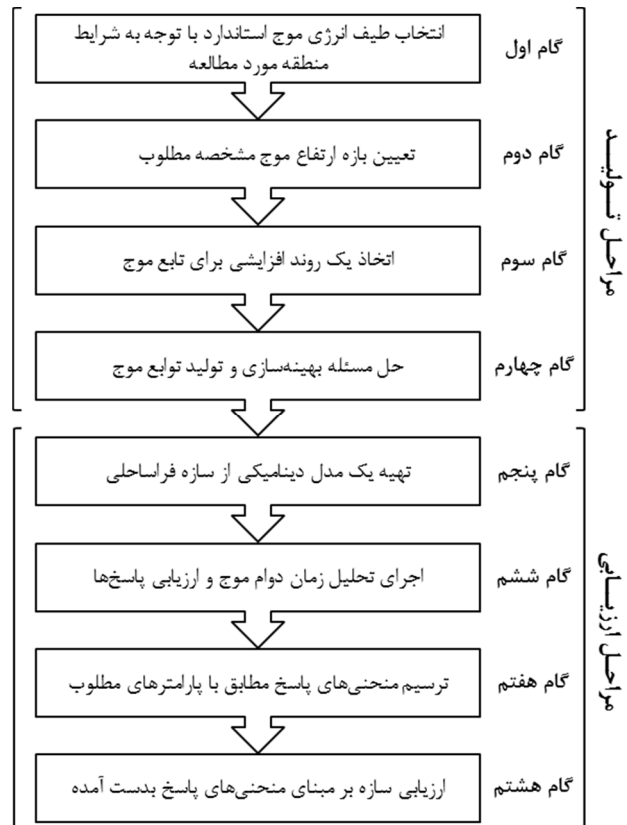 مراحل تولید
گام اول
انتخاب طیف انرژی موج استاندارد با توجه به شرایط
منطقه مورد مطالعه
گام دوم
تعیین بازه ارتفاع موج مشخصه مطلوب
گام سوم
اتخاذ یک روند افزایشی برای تابع موج
گام چهارم
حل مسئله بهینه‌سازی و تولید توابع موج
مراحل ارزیابی
گام پنجم
تهیه یک مدل دینامیکی از سازه فراساحلی
گام ششم
اجرای تحلیل زمان دوام موج و ارزیابی پاسخ‌ها
گام هفتم
ترسیم منحنی‌های پاسخ مطابق با پارامترهای مطلوب
گام هشتم
ارزیابی سازه بر مبنای منحنی‌های پاسخ بدست آمده